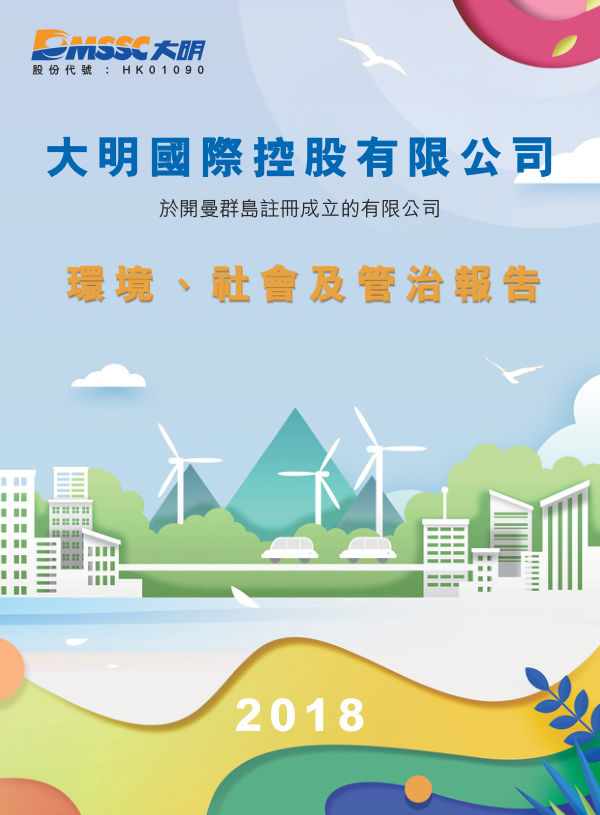 DMSSC大明
股份代號 : HK01090
大明國際控股有限公司
於開曼群島註冊成立的有限公司
環境、社會及管治報告
2018